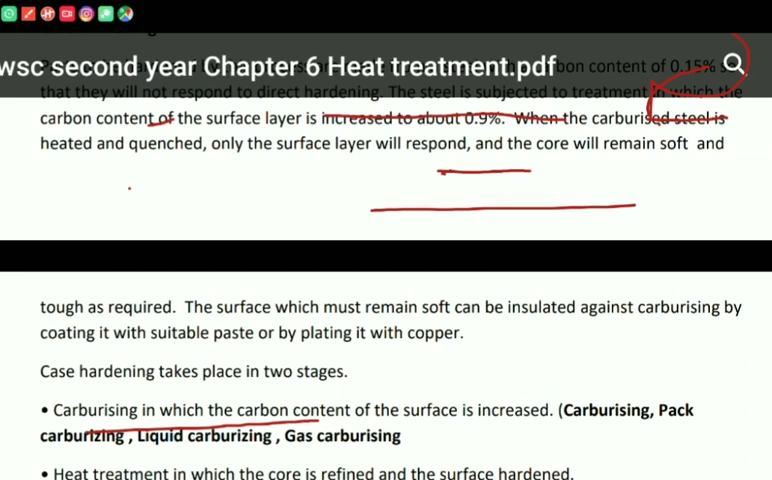 wsc second year Chapter 6 Heat treatment.pdf
bon content of 0.15%
that they will not respond to direct hardening. The steel is subjected to treatment in which the
carbon content of the surface layer is increased to about 0.9%. When the carburised steel is
heated and quenched, only the surface layer will respond, and the core will remain soft and
tough as required. The surface which must remain soft can be insulated against carburising by
coating it with suitable paste or by plating it with copper.
Case hardening takes place in two stages.
• Carburising in which the carbon content of the surface is increased. (Carburising, Pack
carburizing , Liquid carburizing , Gas carburising
• Heat treatment in which the core is refined and the surface hardened.